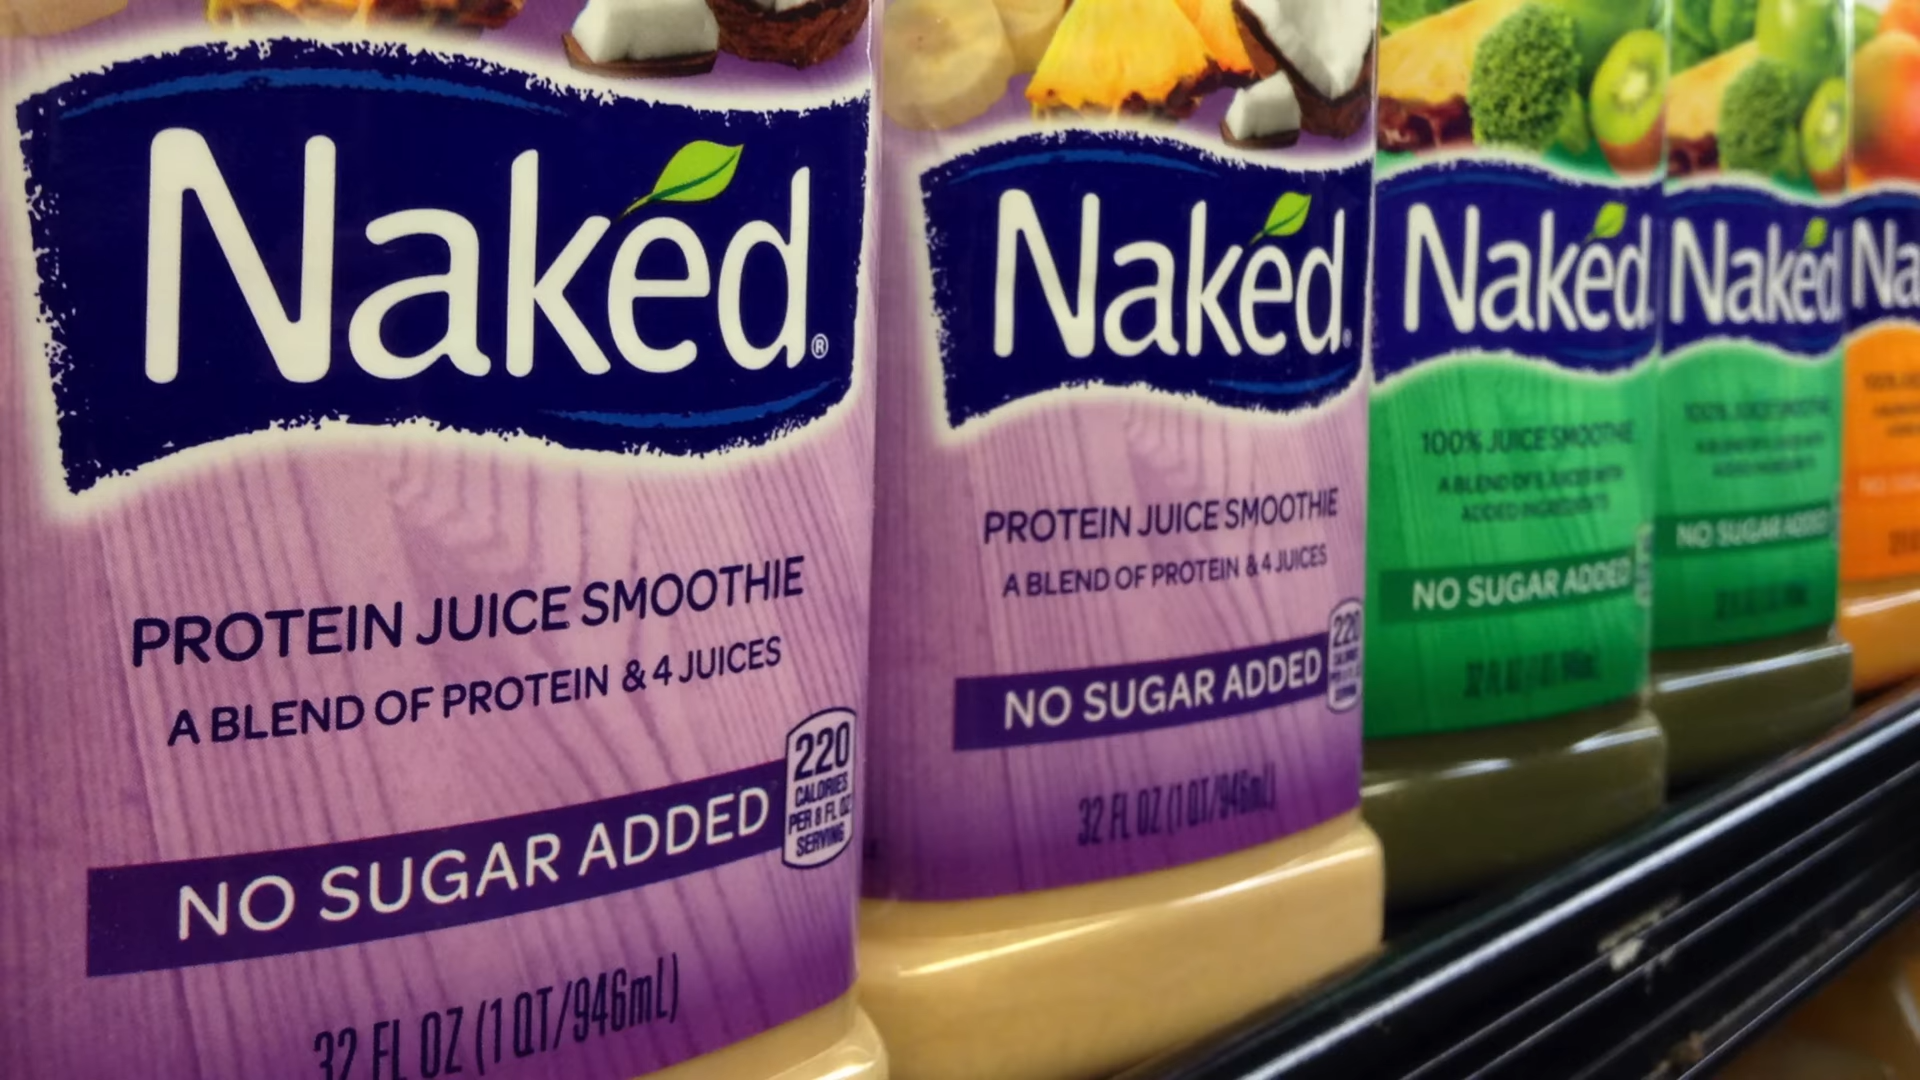 Naked®
PROTEIN JUICE SMOOTHIE
A BLEND OF PROTEIN & 4 JUICES
NO SUGAR ADDED
220
CALORIES
PER 8 FL OZ
SERVING
32 FL OZ (1 QT/946mL)
Naked
PROTEIN JUICE SMOOTHIE
A BLEND OF PROTEIN & 4 JUICES
NO SUGAR ADDED
220
32 FL OZ (1 QT/946mL)
Naked
100% JUICE SMOOTHIE
NO SUGAR ADDED
Naked
NO SUGAR ADDED
Na